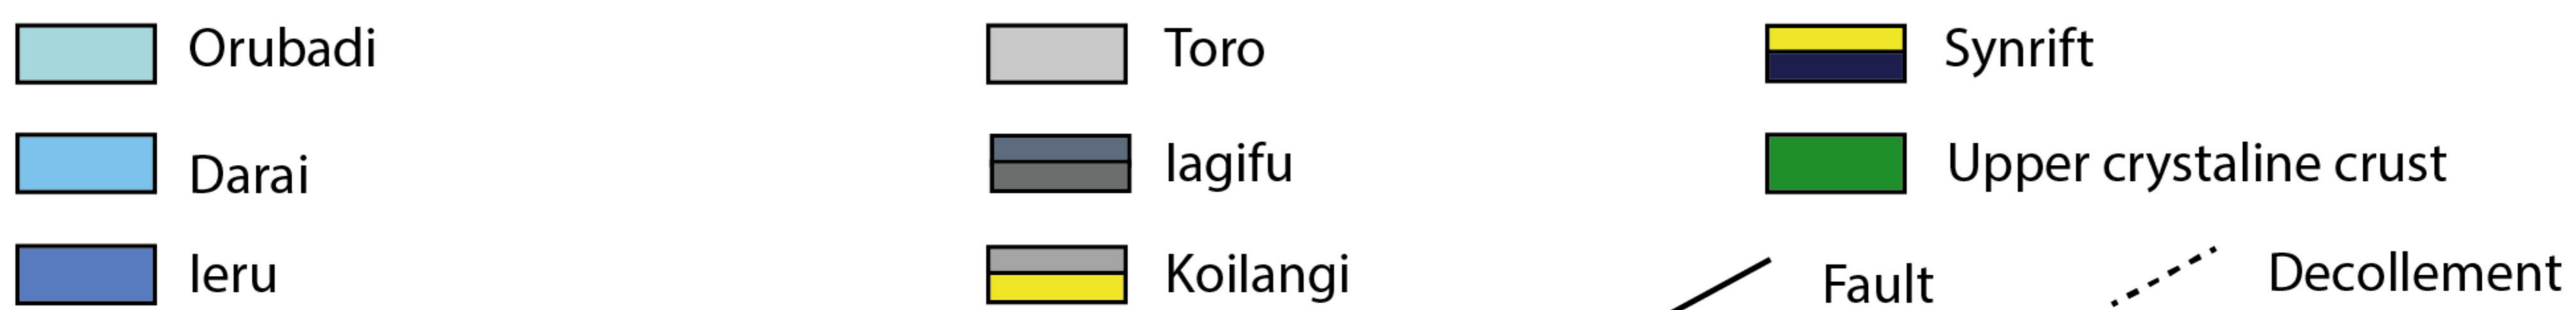 Orubadi
Toro
Synrift
Darai
Iagifu
Upper crystaline crust
Ieru
Koilangi
Fault
Decollement